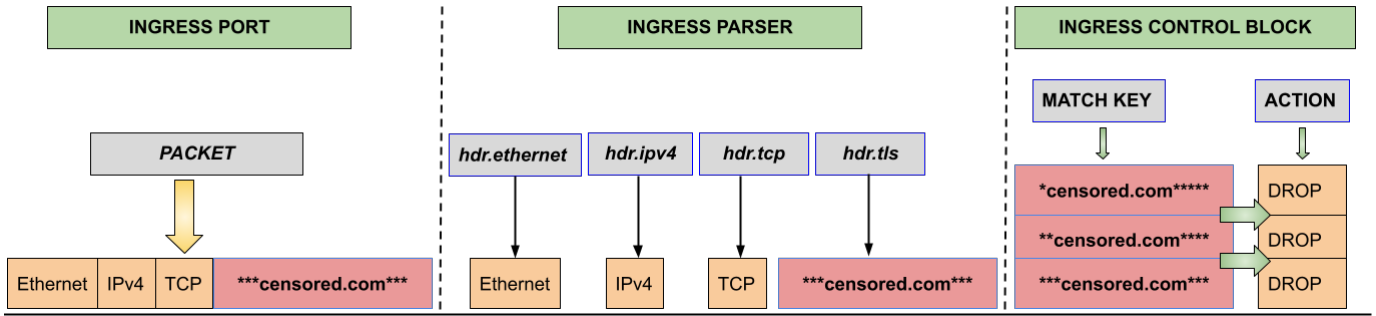 INGRESS PORT
PACKET
Ethernet IPv4 TCP ***censored.com***
INGRESS PARSER
hdr.ethernet hdr.ipv4 hdr.tcp hdr.tls
Ethernet IPv4 TCP ***censored.com***
INGRESS CONTROL BLOCK
MATCH KEY ACTION
*censored.com***** DROP
**censored.com**** DROP
***censored.com*** DROP